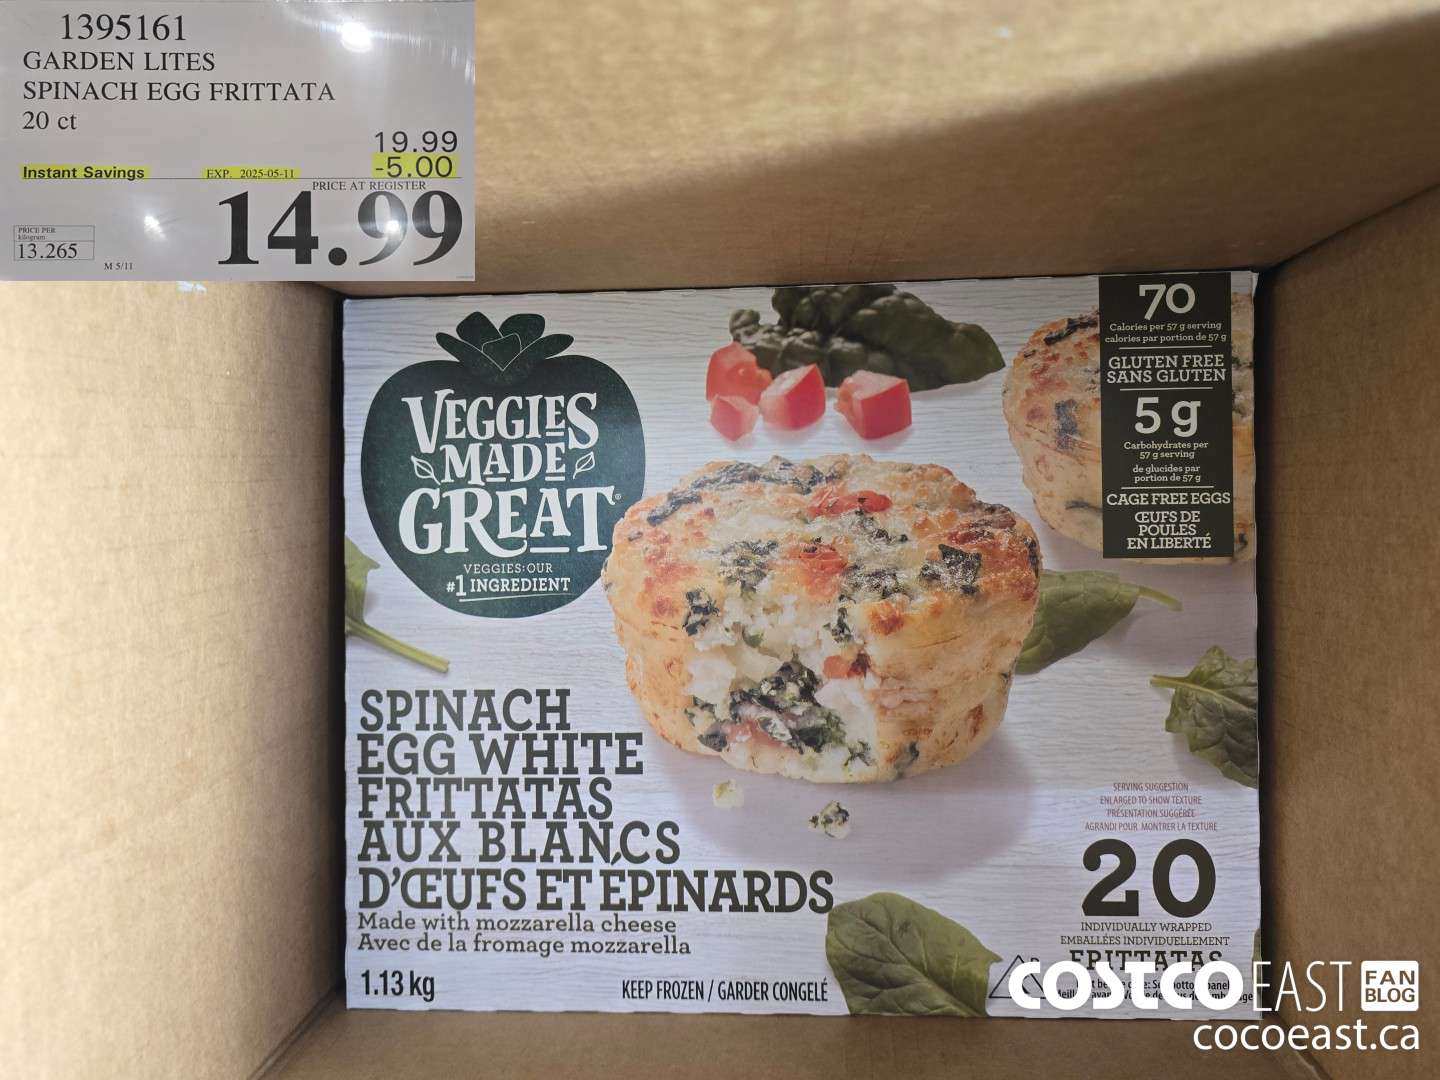 1395161
GARDEN LITES
SPINACH EGG FRITTATA
20 ct
19.99
Instant Savings EXP. 2025-05-11 -5.00
PRICE AT REGISTER
14.99
PRICE PER
kilogram
13.265
M 5/11
VEGGIES
MADE
GREAT®
VEGGIES: OUR
#1 INGREDIENT
70
Calories per 57 g serving
calories par portion de 57 g
GLUTEN FREE
SANS GLUTEN
5 g
Carbohydrates per
57 g serving
de glucides par
portion de 57 g
CAGE FREE EGGS
ŒUFS DE
POULES
EN LIBERTÉ
SPINACH
EGG WHITE
FRITTATAS
AUX BLANCS
D'ŒUFS ET ÉPINARDS
Made with mozzarella cheese
Avec de la fromage mozzarella
1.13 kg
KEEP FROZEN / GARDER CONGELÉ
SERVING SUGGESTION
ENLARGED TO SHOW TEXTURE
PRÉSENTATION SUGGÉRÉE
AGRANDI POUR MONTRER LA TEXTURE
20
INDIVIDUALLY WRAPPED
EMBALLÉES INDIVIDUELLEMENT
FRITTATAS
COSTCO EAST FAN BLOG
cocoeast.ca